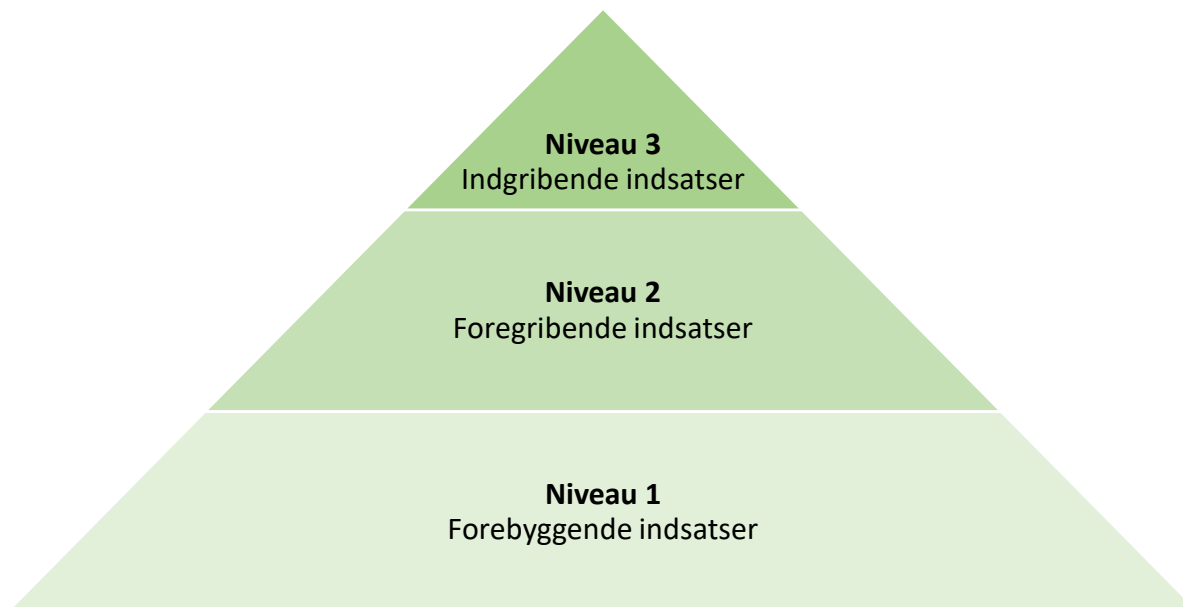 Niveau 3
Indgribende indsatser
Niveau 2
Foregribende indsatser
Niveau 1
Forebyggende indsatser